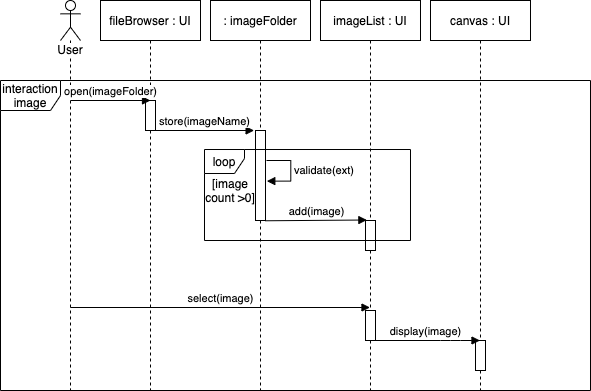 fileBrowser : UI
: imageFolder
imageList : UI
canvas : UI
User
interaction
image
open(imageFolder)
store(imageName)
loop
[image
count >0]
validate(ext)
add(image)
select(image)
display(image)